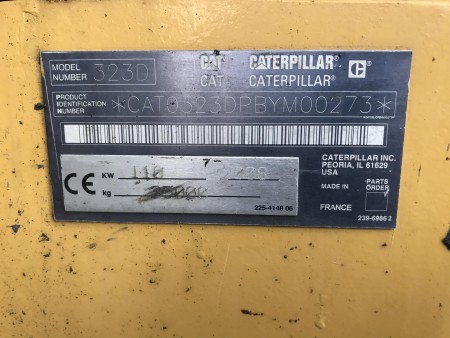 MODEL NUMBER 323D
CAT CATERPILLAR®
CAT CATERPILLAR®
PRODUCT IDENTIFICATION NUMBER
KW 110
kg
225-4148 06
CATERPILLAR INC.
PEORIA, IL 61629
USA
MADE IN
FRANCE
PARTS ORDER
239-6986 2
CE